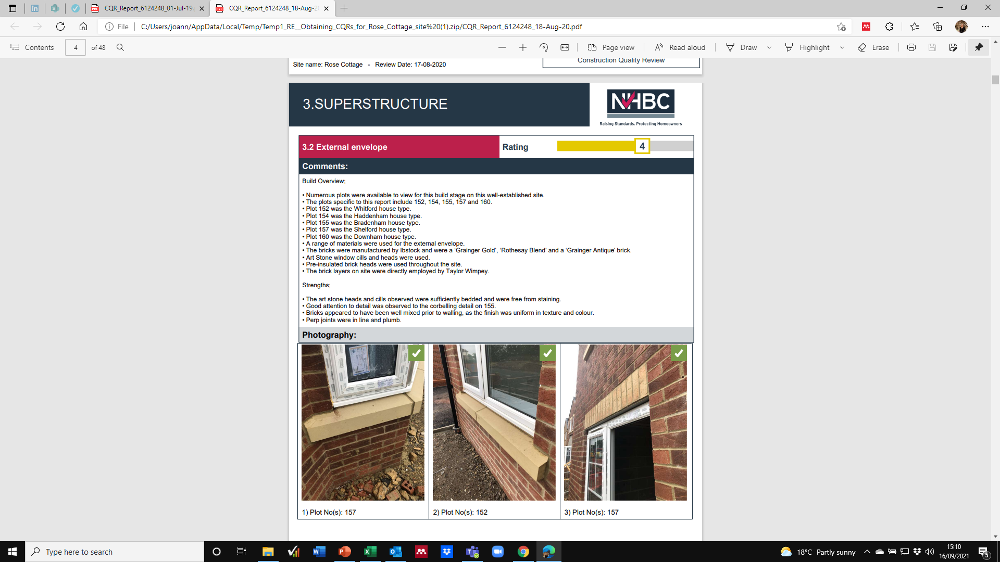 CQR_Report_6124248_01-Jul-19.
CQR_Report_6124248_18-Aug-20
File
C:/Users/joann/AppData/Local/Temp/Temp1_RE__Obtaining_CQRs_for_Rose_Cottage_site%20(1).zip/CQR_Report_6124248_18-Aug-20.pdf
Contents 4 of 48
Page view Read aloud Draw Highlight Erase
Site name: Rose Cottage - Review Date: 17-08-2020
Construction Quality Review
3.SUPERSTRUCTURE
NHBC
Raising Standards. Protecting Homeowners
3.2 External envelope Rating 4
Comments:
Build Overview;
• Numerous plots were available to view for this build stage on this well-established site.
• The plots specific to this report include 152, 154, 155, 157 and 160.
• Plot 152 was the Whitford house type.
• Plot 154 was the Haddenham house type.
• Plot 155 was the Bradenham house type.
• Plot 157 was the Shelford house type.
• Plot 160 was the Downham house type.
• A range of materials were used for the external envelope.
• The bricks were manufactured by Ibstock and were a ‘Grainger Gold’, ‘Rothesay Blend’ and a ‘Grainger Antique’ brick.
• Art Stone window cills and heads were used.
• Pre-insulated brick heads were used throughout the site.
• The brick layers on site were directly employed by Taylor Wimpey.
Strengths;
• The art stone heads and cills observed were sufficiently bedded and were free from staining.
• Good attention to detail was observed to the corbelling detail on 155.
• Bricks appeared to have been well mixed prior to walling, as the finish was uniform in texture and colour.
• Perp joints were in line and plumb.
Photography:
1) Plot No(s): 157
2) Plot No(s): 152
3) Plot No(s): 157
Type here to search
18°C Partly sunny
15:10
16/09/2021
5